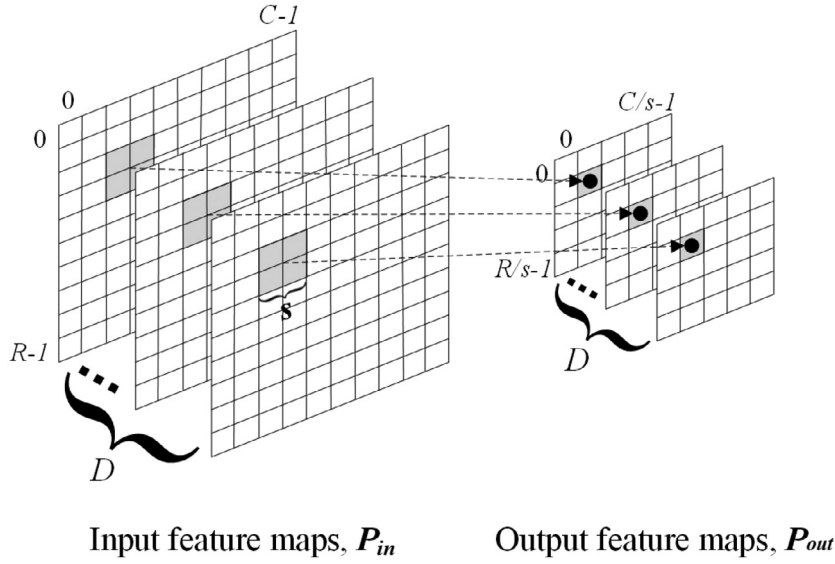 C-1
0
0
R-1
s
D
C/s-1
0
0
R/s-1
D
Input feature maps, P_in
Output feature maps, P_out